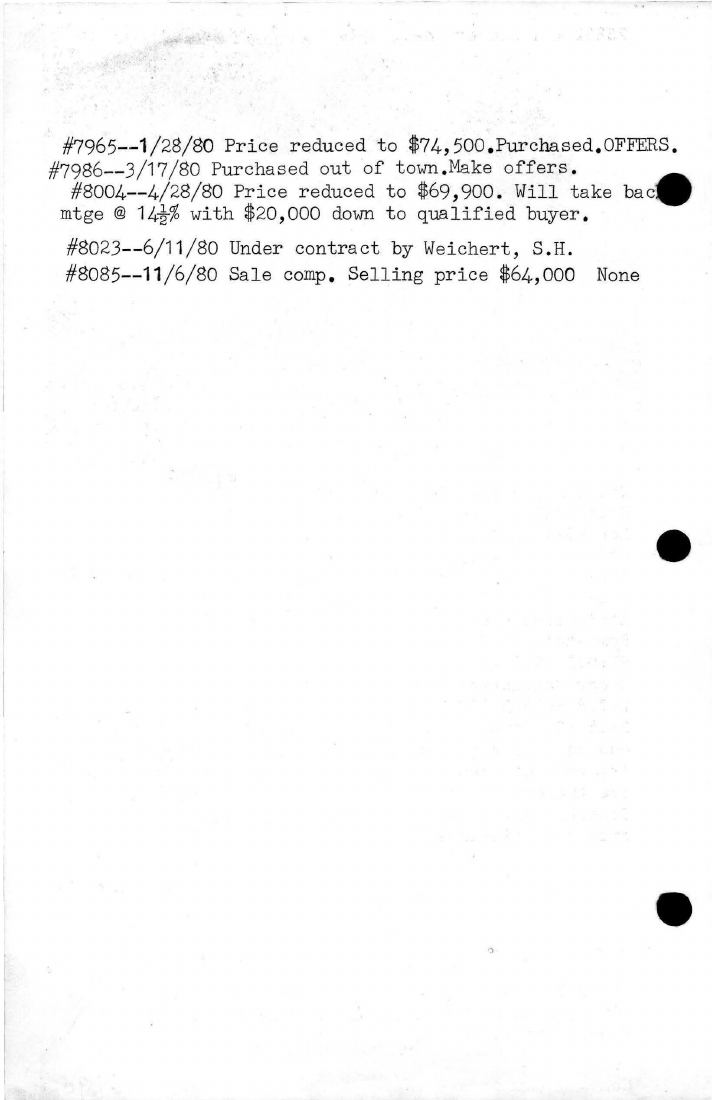 #7965--1/28/80 Price reduced to $74,500.Purchased.OFFERS.
#7986--3/17/80 Purchased out of town.Make offers.
#8004--4/28/80 Price reduced to $69,900. Will take bac
mtge @ 14½% with $20,000 down to qualified buyer.
#8023--6/11/80 Under contract by Weichert, S.H.
#8085--11/6/80 Sale comp. Selling price $64,000 None